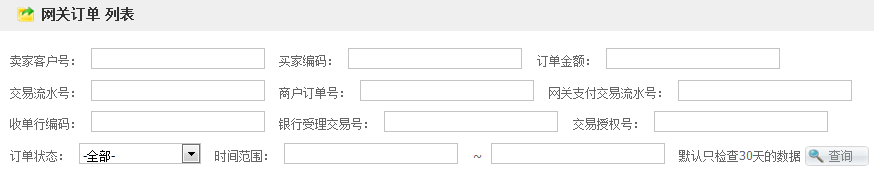 网关订单 列表
卖家客户号： 买家编码： 订单金额：
交易流水号： 商户订单号： 网关支付交易流水号：
收单行编码： 银行受理交易号： 交易授权号：
订单状态： -全部- 时间范围： ~ 默认只检查30天的数据 查询